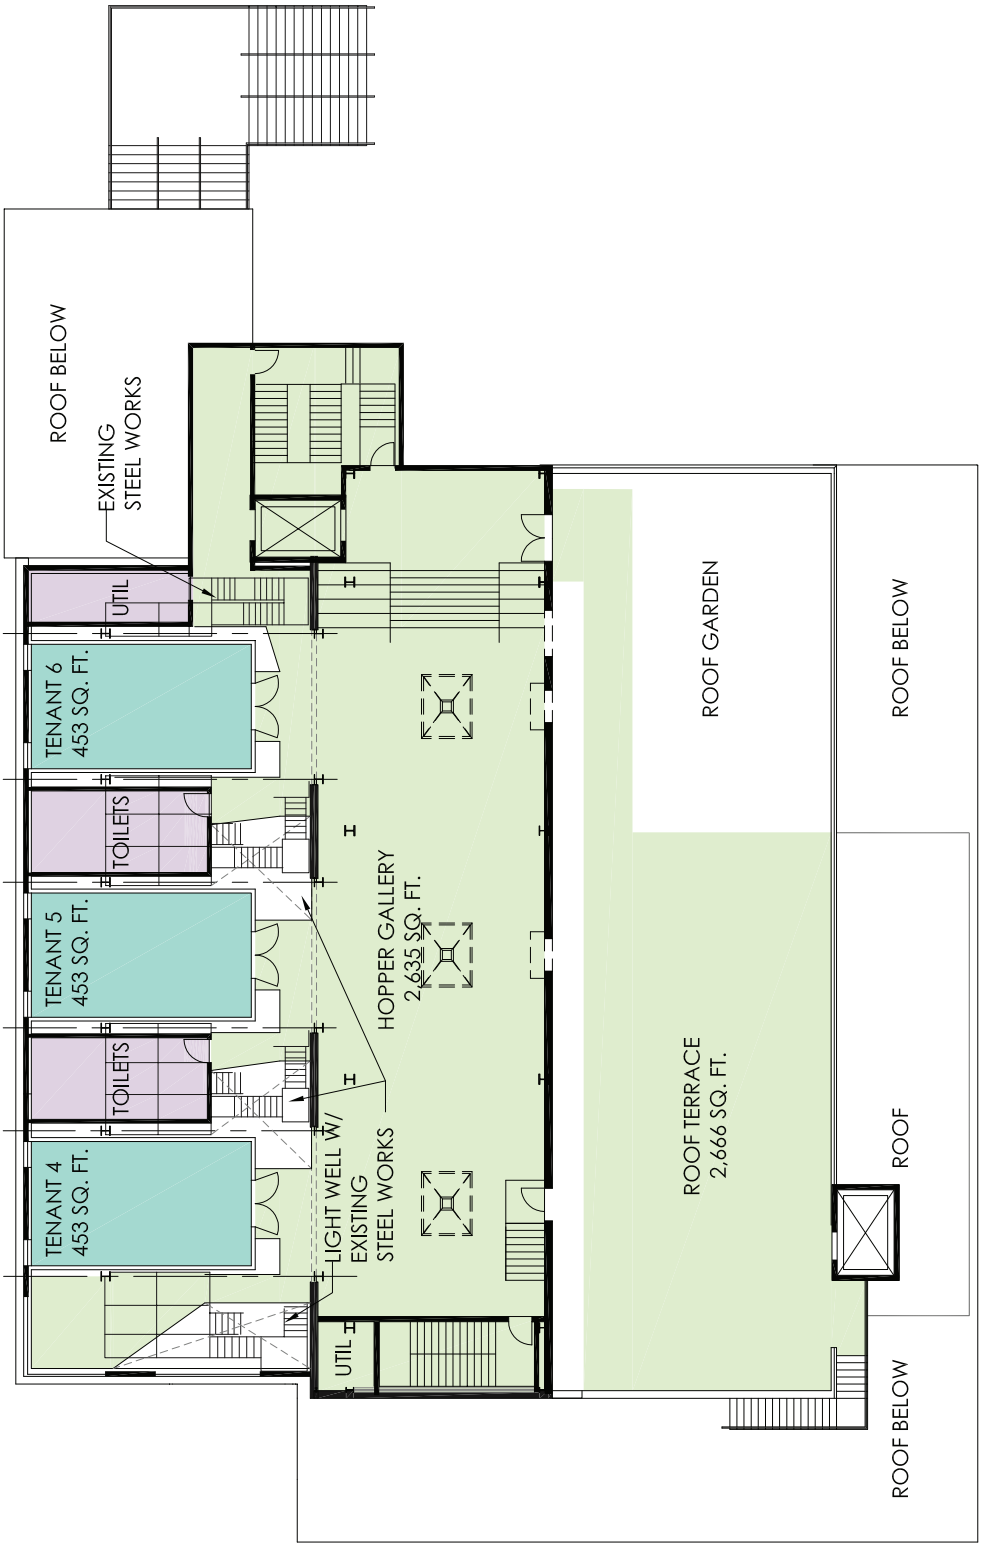 ROOF BELOW
EXISTING
STEEL WORKS
UTIL
TENANT 6
453 SQ. FT.
TOILETS
TENANT 5
453 SQ. FT.
TOILETS
TENANT 4
453 SQ. FT.
LIGHT WELL W/
EXISTING
STEEL WORKS
HOPPER GALLERY
2,635 SQ. FT.
UTIL
ROOF GARDEN
ROOF TERRACE
2,666 SQ. FT.
ROOF BELOW
ROOF
ROOF BELOW